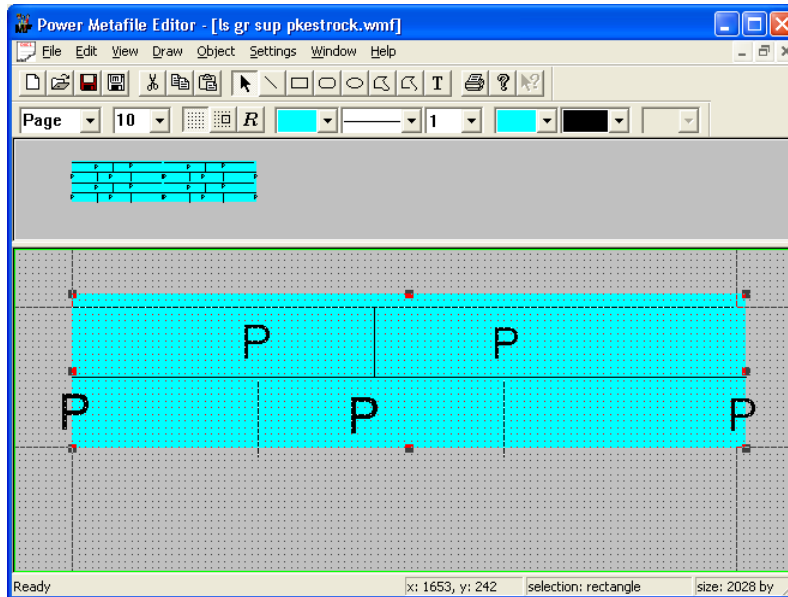 Power Metafile Editor - [ls gr sup pkestrock.wmf]
File Edit View Draw Object Settings Window Help
T ? ?
Page 10 R 1
P P
P P P
Ready x: 1653, y: 242 selection: rectangle size: 2028 by